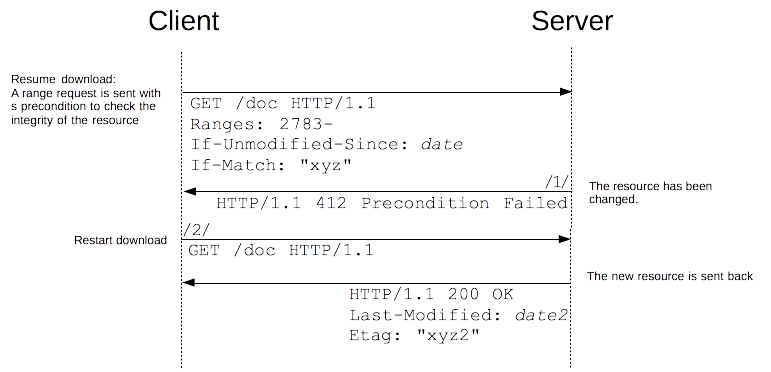 Client
Server
Resume download:
A range request is sent with
s precondition to check the
integrity of the resource
GET /doc HTTP/1.1
Ranges: 2783-
If-Unmodified-Since: date
If-Match: "xyz"
/1/
The resource has been
changed.
HTTP/1.1 412 Precondition Failed
/2/
Restart download
GET /doc HTTP/1.1
The new resource is sent back
HTTP/1.1 200 OK
Last-Modified: date2
Etag: "xyz2"